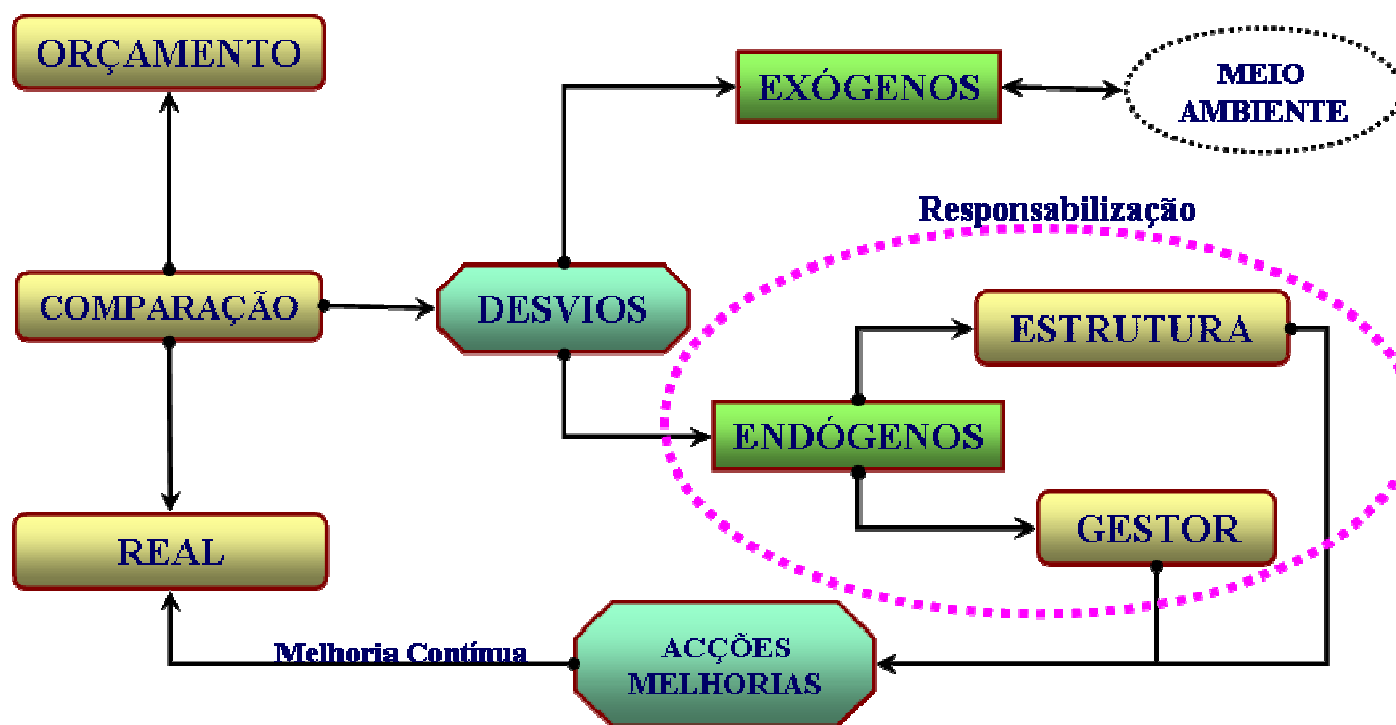 ORÇAMENTO
EXÓGENOS
MEIO
AMBIENTE
Responsabilização
COMPARAÇÃO
DESVIOS
ESTRUTURA
ENDÓGENOS
GESTOR
REAL
Melhoria Contínua
ACÇÕES
MELHORIAS